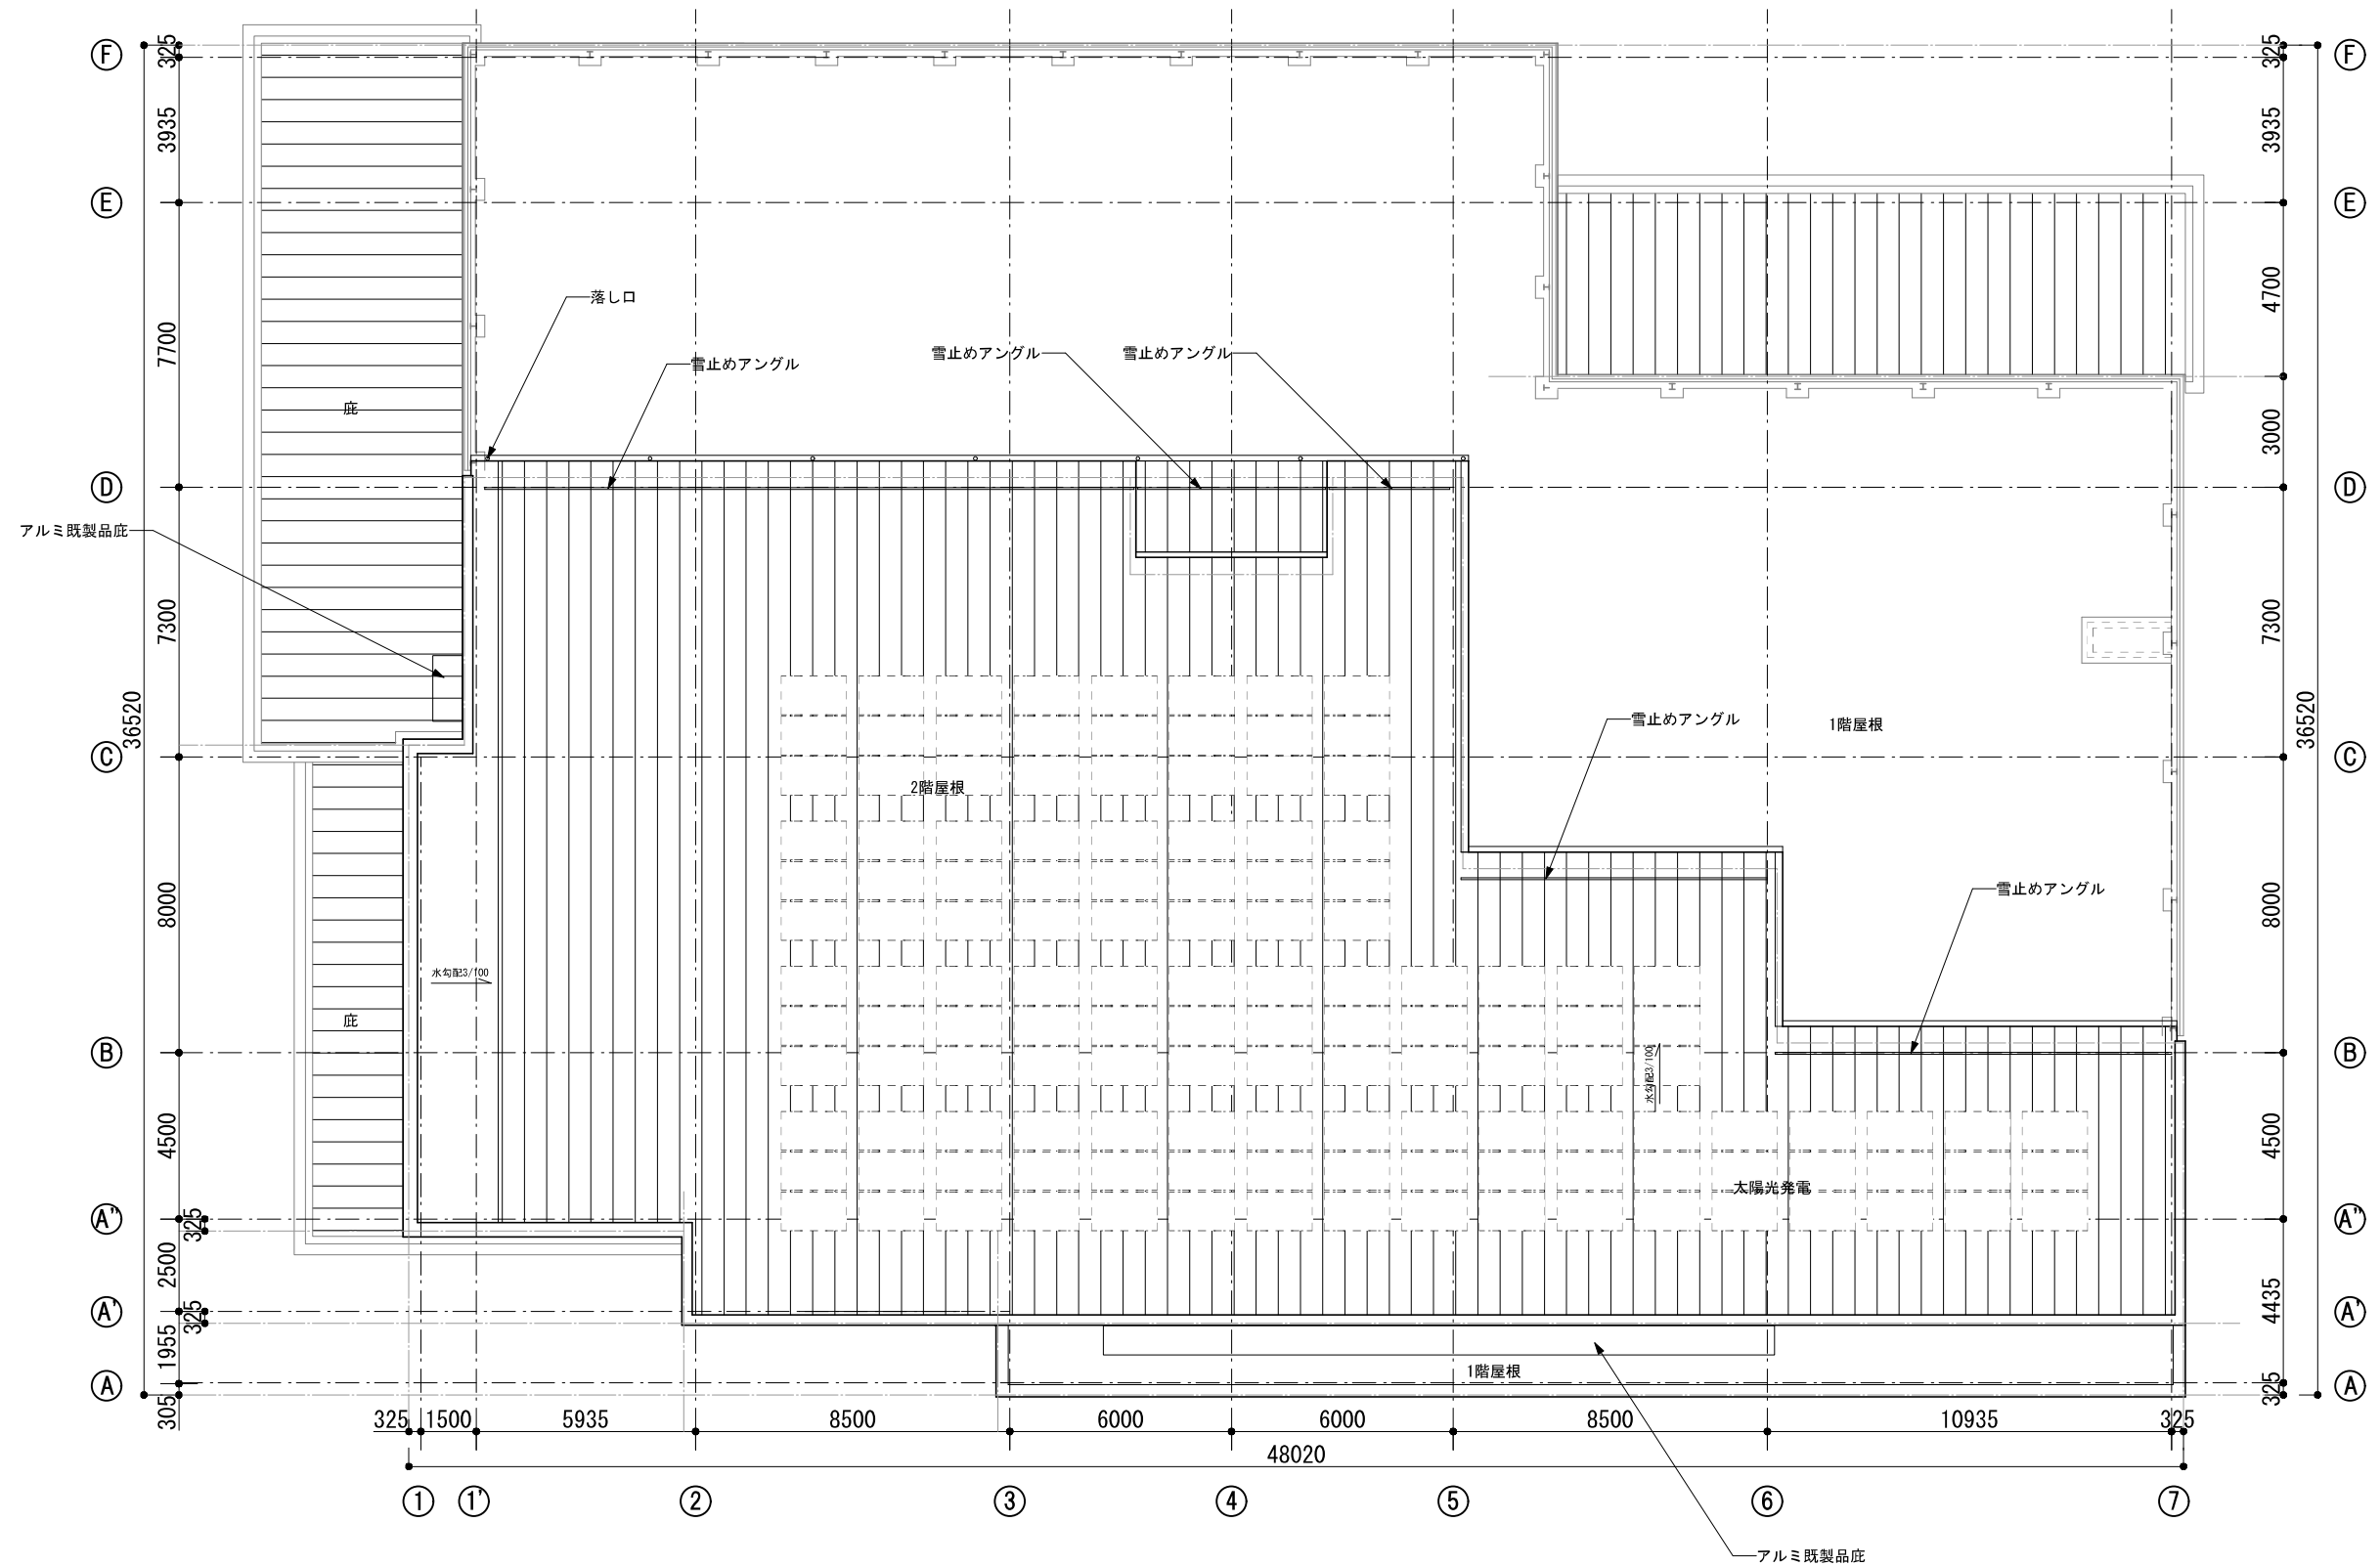 F
325
325
F
3935
3935
E
E
落し口
4700
7700
雪止めアングル
雪止めアングル
雪止めアングル
庇
3000
D
D
アルミ既製品庇
7300
7300
36520
36520
雪止めアングル
1階屋根
C
C
2階屋根
8000
雪止めアングル
8000
水勾配3/100
庇
B
水勾配3/100
B
4500
4500
太陽光発電
A"
325
A"
2500
4435
A'
325
A'
1955
1階屋根
A
305
325
A
325
1500
5935
8500
6000
6000
8500
10935
325
48020
1
1'
2
3
4
5
6
7
アルミ既製品庇